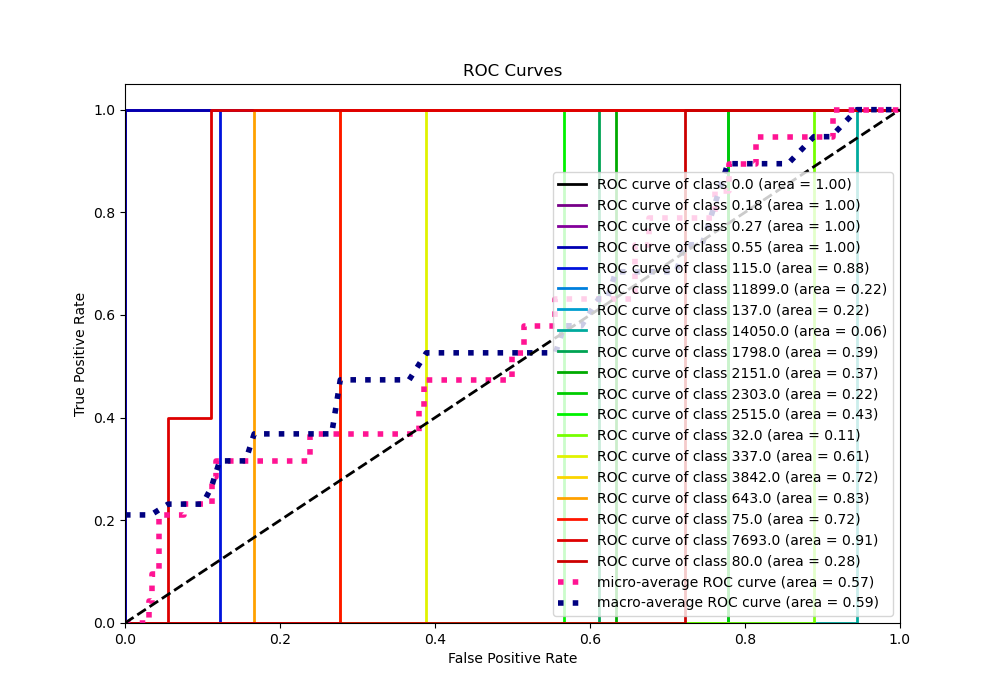 ROC Curves
True Positive Rate
1.0
0.8
0.6
0.4
0.2
0.0
ROC curve of class 0.0 (area = 1.00)
ROC curve of class 0.18 (area = 1.00)
ROC curve of class 0.27 (area = 1.00)
ROC curve of class 0.55 (area = 1.00)
ROC curve of class 115.0 (area = 0.88)
ROC curve of class 11899.0 (area = 0.22)
ROC curve of class 137.0 (area = 0.22)
ROC curve of class 14050.0 (area = 0.06)
ROC curve of class 1798.0 (area = 0.39)
ROC curve of class 2151.0 (area = 0.37)
ROC curve of class 2303.0 (area = 0.22)
ROC curve of class 2515.0 (area = 0.43)
ROC curve of class 32.0 (area = 0.11)
ROC curve of class 337.0 (area = 0.61)
ROC curve of class 3842.0 (area = 0.72)
ROC curve of class 643.0 (area = 0.83)
ROC curve of class 75.0 (area = 0.72)
ROC curve of class 7693.0 (area = 0.91)
ROC curve of class 80.0 (area = 0.28)
micro-average ROC curve (area = 0.57)
macro-average ROC curve (area = 0.59)
0.0 0.2 0.4 0.6 0.8 1.0
False Positive Rate